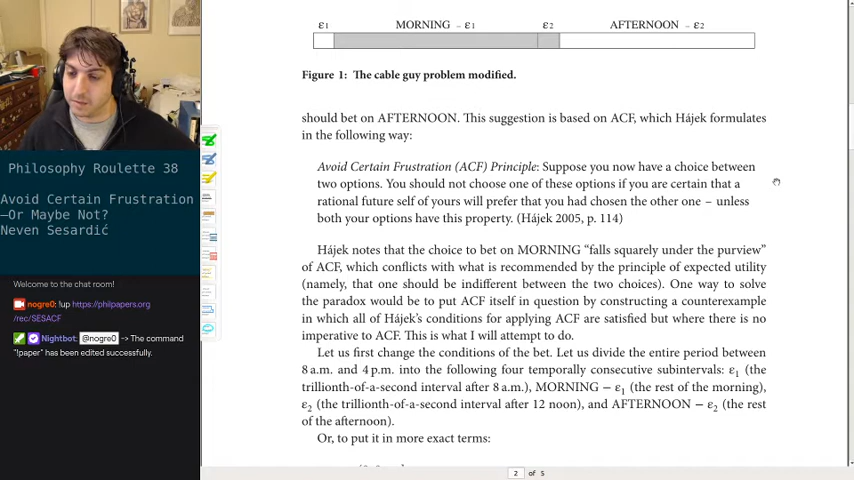 ε1 MORNING – ε1 ε2 AFTERNOON – ε2
Figure 1: The cable guy problem modified.
should bet on AFTERNOON. This suggestion is based on ACF, which Hájek formulates
in the following way:
Avoid Certain Frustration (ACF) Principle: Suppose you now have a choice between
two options. You should not choose one of these options if you are certain that a
rational future self of yours will prefer that you had chosen the other one – unless
both your options have this property. (Hájek 2005, p. 114)
Hájek notes that the choice to bet on MORNING “falls squarely under the purview”
of ACF, which conflicts with what is recommended by the principle of expected utility
(namely, that one should be indifferent between the two choices). One way to solve
the paradox would be to put ACF itself in question by constructing a counterexample
in which all of Hájek’s conditions for applying ACF are satisfied but where there is no
imperative to ACF. This is what I will attempt to do.
Let us first change the conditions of the bet. Let us divide the entire period between
8 a.m. and 4 p.m. into the following four temporally consecutive subintervals: ε1 (the
trillionth-of-a-second interval after 8 a.m.), MORNING – ε1 (the rest of the morning),
ε2 (the trillionth-of-a-second interval after 12 noon), and AFTERNOON – ε2 (the rest
of the afternoon).
Or, to put it in more exact terms:
2 of 5
Philosophy Roulette 38
Avoid Certain Frustration
—Or Maybe Not?
Neven Sesardić
Welcome to the chat room!
nogre0: !up https://philpapers.org
/rec/SESACF
Nightbot: @nogre0 -> The command
"!paper" has been edited successfully.